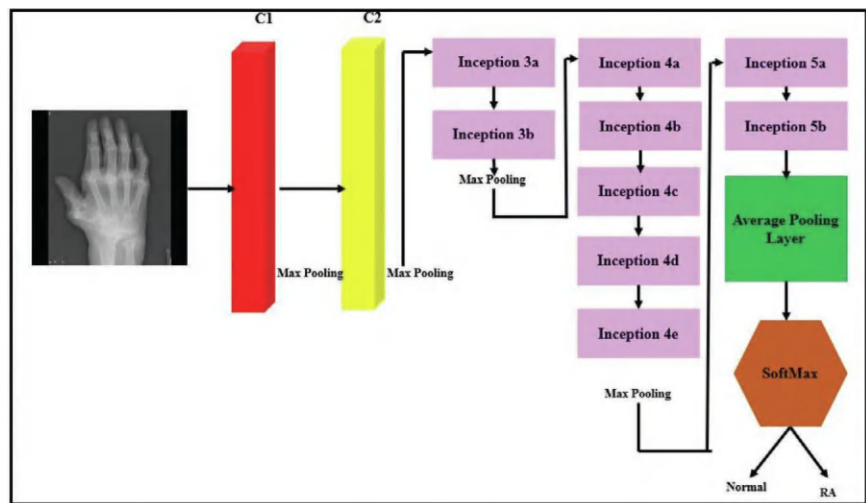 C1
C2
Max Pooling
Max Pooling
Inception 3a
Inception 3b
Max Pooling
Inception 4a
Inception 4b
Inception 4c
Inception 4d
Inception 4e
Max Pooling
Inception 5a
Inception 5b
Average Pooling
Layer
SoftMax
Normal
RA